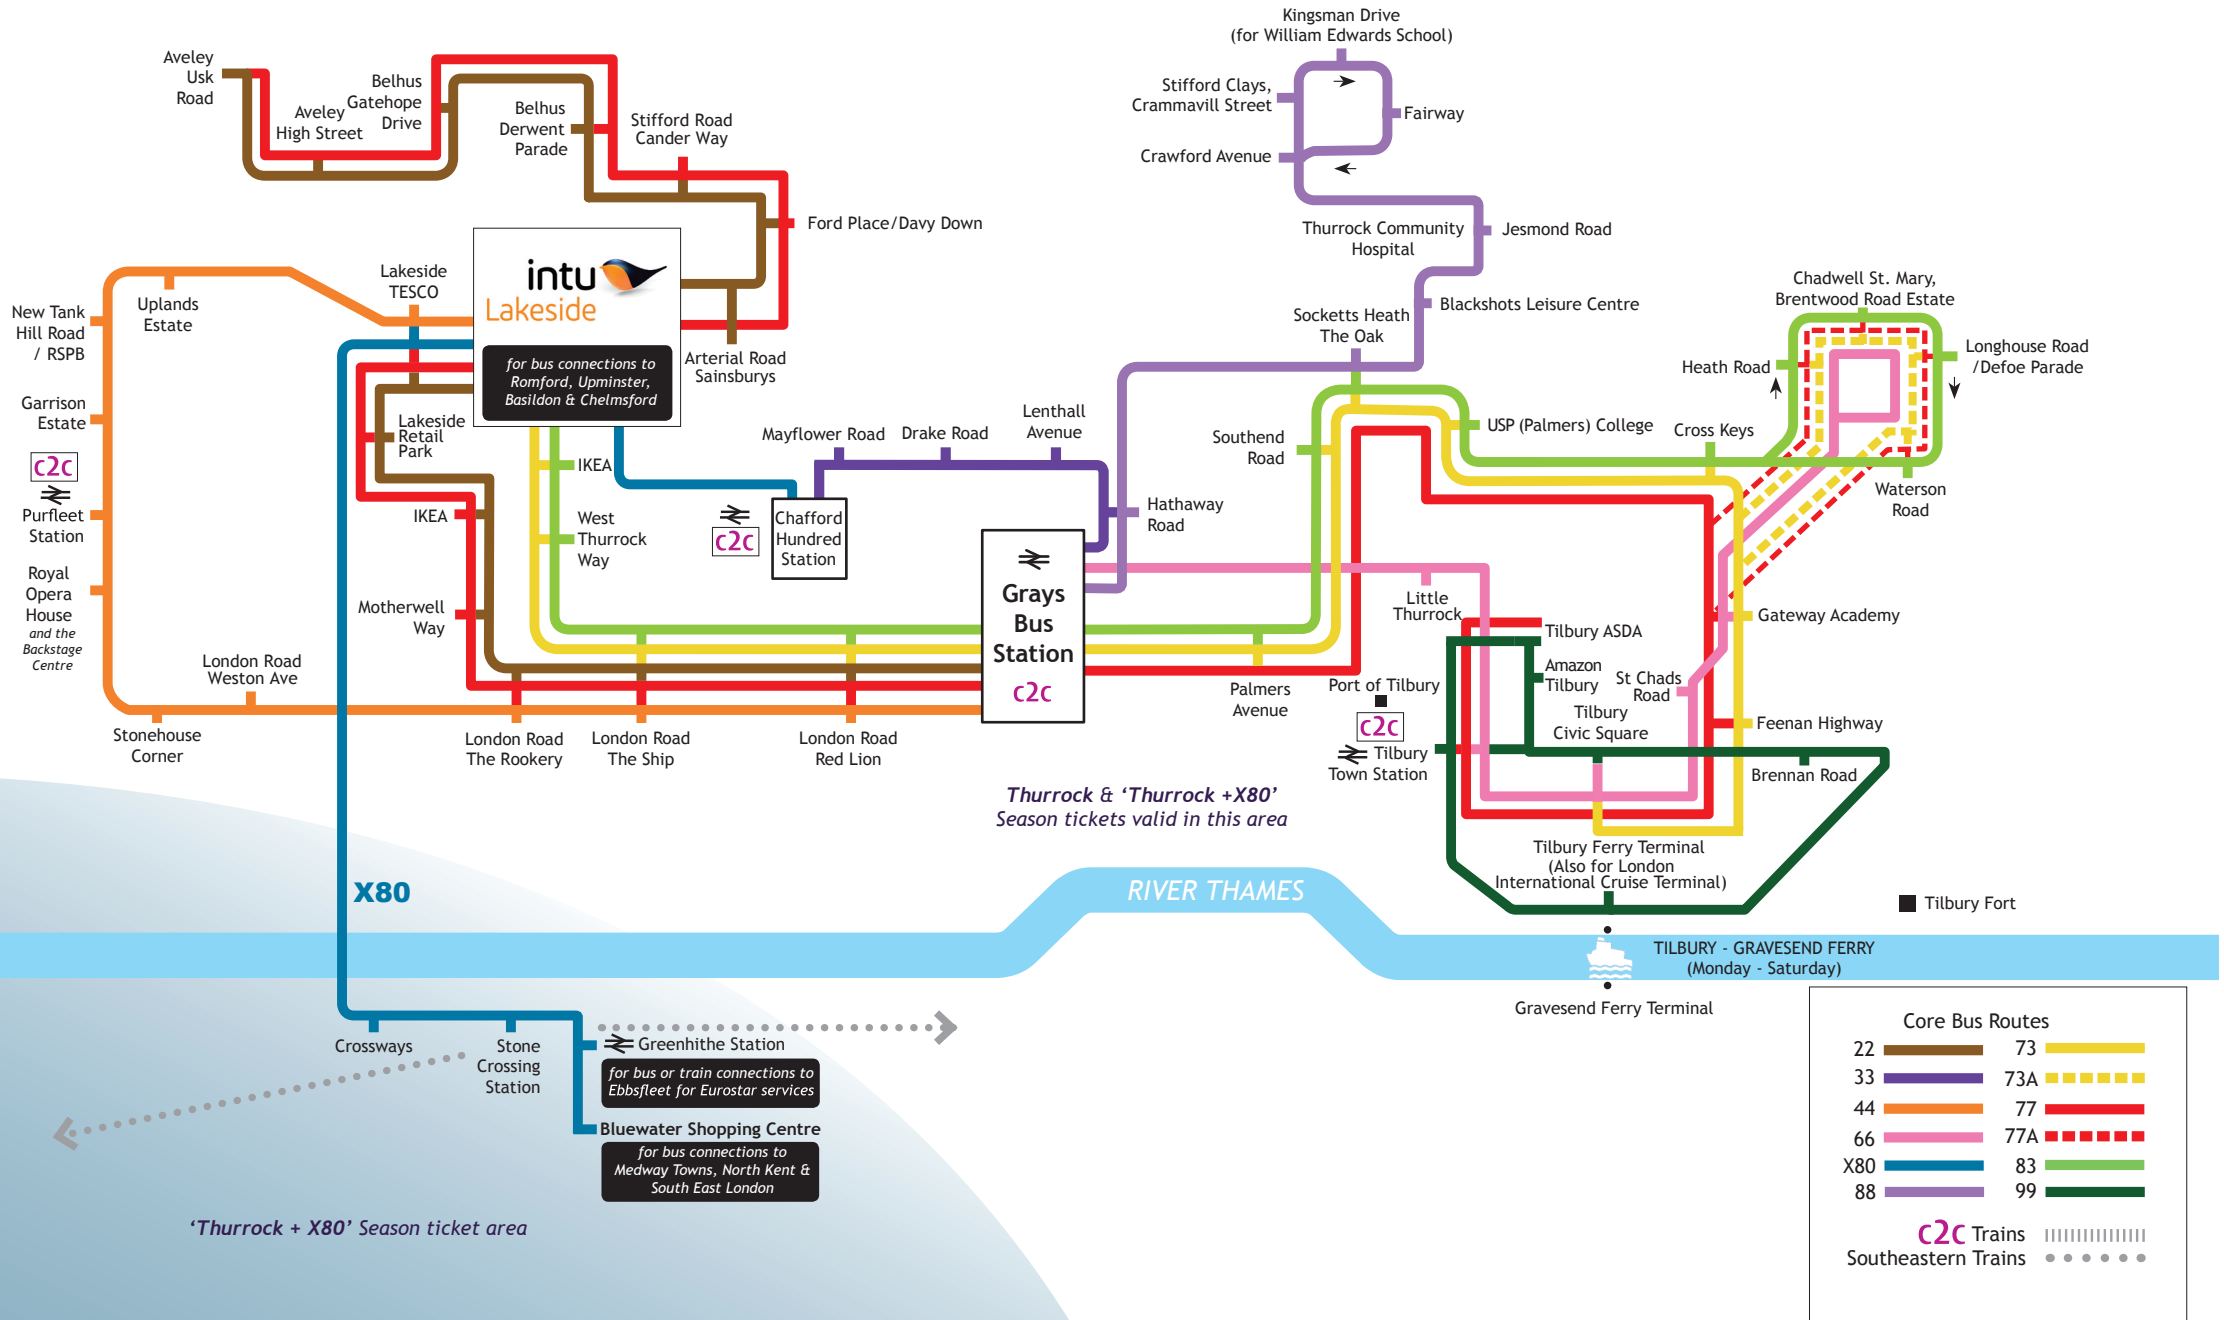 Kingsman Drive
(for William Edwards School)
Aveley
Usk
Road
Aveley
High Street
Belhus
Gatehope
Drive
Belhus
Derwent
Parade
Stifford Road
Cander Way
Ford Place/Davy Down
Stifford Clays,
Crammavill Street
Fairway
Crawford Avenue
Thurrock Community
Hospital
Jesmond Road
Blackshots Leisure Centre
Socketts Heath
The Oak
Chadwell St. Mary,
Brentwood Road Estate
Longhouse Road
/Defoe Parade
Heath Road
Cross Keys
Waterson
Road
USP (Palmers) College
Southend
Road
New Tank
Hill Road
/ RSPB
Uplands
Estate
Lakeside
TESCO
intu
Lakeside
for bus connections to
Romford, Upminster,
Basildon & Chelmsford
Arterial Road
Sainsburys
Garrison
Estate
c2c
Purfleet
Station
Royal
Opera
House
and the
Backstage
Centre
Lakeside
Retail
Park
IKEA
Motherwell
Way
IKEA
West
Thurrock
Way
Mayflower Road
Drake Road
Lenthall
Avenue
Hathaway
Road
c2c
Chafford
Hundred
Station
Grays
Bus
Station
c2c
London Road
Weston Ave
Stonehouse
Corner
London Road
The Rookery
London Road
The Ship
London Road
Red Lion
Palmers
Avenue
Little
Thurrock
Gateway Academy
Tilbury ASDA
Amazon
Tilbury
St Chads
Road
Port of Tilbury
c2c
Tilbury
Town Station
Tilbury
Civic Square
Feenan Highway
Brennan Road
Thurrock & ‘Thurrock +X80’
Season tickets valid in this area
Tilbury Ferry Terminal
(Also for London
International Cruise Terminal)
Tilbury Fort
X80
RIVER THAMES
TILBURY - GRAVESEND FERRY
(Monday - Saturday)
Gravesend Ferry Terminal
Crossways
Stone
Crossing
Station
Greenhithe Station
for bus or train connections to
Ebbsfleet for Eurostar services
Bluewater Shopping Centre
for bus connections to
Medway Towns, North Kent &
South East London
‘Thurrock + X80’ Season ticket area
Core Bus Routes
22
73
33
73A
44
77
66
77A
X80
83
88
99
c2c Trains
Southeastern Trains